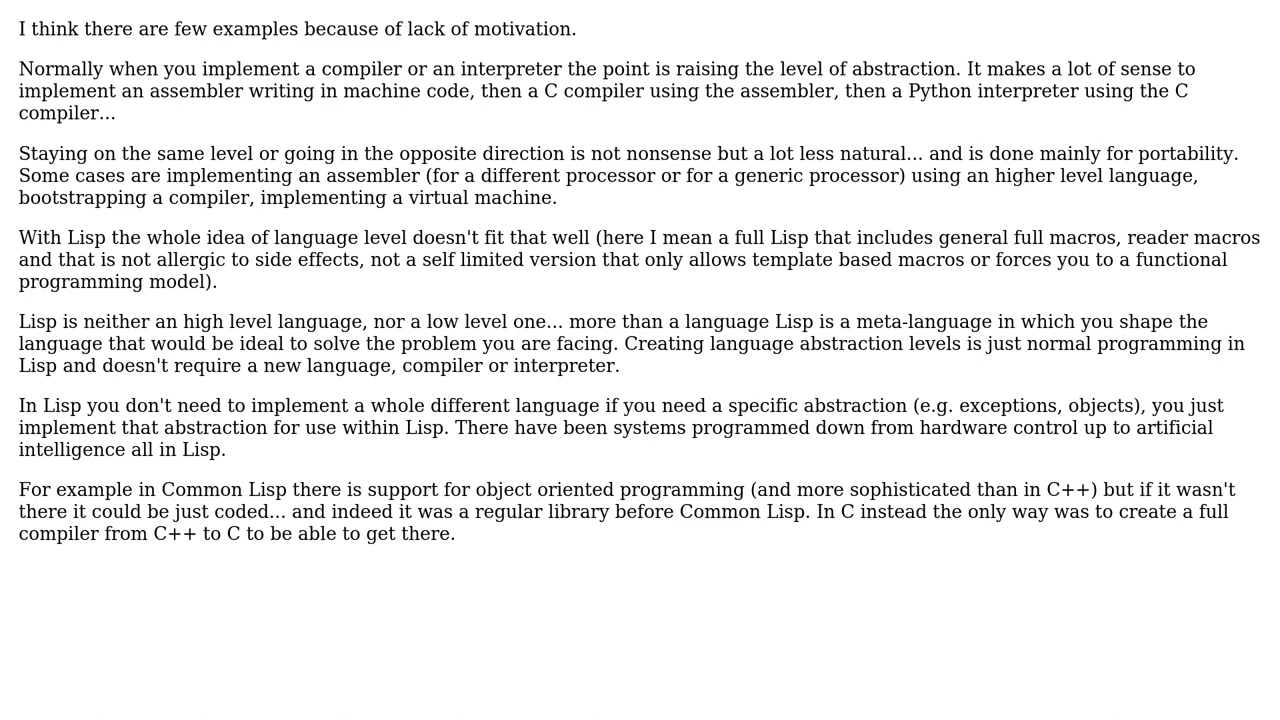 I think there are few examples because of lack of motivation.
Normally when you implement a compiler or an interpreter the point is raising the level of abstraction. It makes a lot of sense to
implement an assembler writing in machine code, then a C compiler using the assembler, then a Python interpreter using the C
compiler...
Staying on the same level or going in the opposite direction is not nonsense but a lot less natural... and is done mainly for portability.
Some cases are implementing an assembler (for a different processor or for a generic processor) using an higher level language,
bootstrapping a compiler, implementing a virtual machine.
With Lisp the whole idea of language level doesn't fit that well (here I mean a full Lisp that includes general full macros, reader macros
and that is not allergic to side effects, not a self limited version that only allows template based macros or forces you to a functional
programming model).
Lisp is neither an high level language, nor a low level one... more than a language Lisp is a meta-language in which you shape the
language that would be ideal to solve the problem you are facing. Creating language abstraction levels is just normal programming in
Lisp and doesn't require a new language, compiler or interpreter.
In Lisp you don't need to implement a whole different language if you need a specific abstraction (e.g. exceptions, objects), you just
implement that abstraction for use within Lisp. There have been systems programmed down from hardware control up to artificial
intelligence all in Lisp.
For example in Common Lisp there is support for object oriented programming (and more sophisticated than in C++) but if it wasn't
there it could be just coded... and indeed it was a regular library before Common Lisp. In C instead the only way was to create a full
compiler from C++ to C to be able to get there.